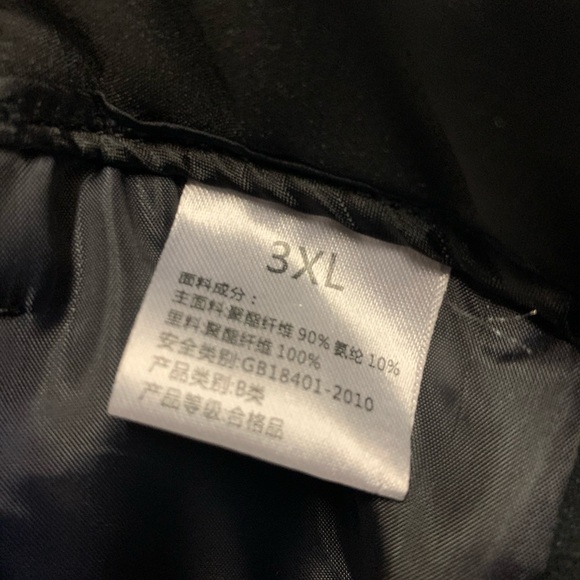 3XL
面料成分：
主面料:聚酯纤维 90% 氨纶 10%
里料:聚酯纤维 100%
安全类别:GB18401-2010
产品类别:B类
产品等级:合格品